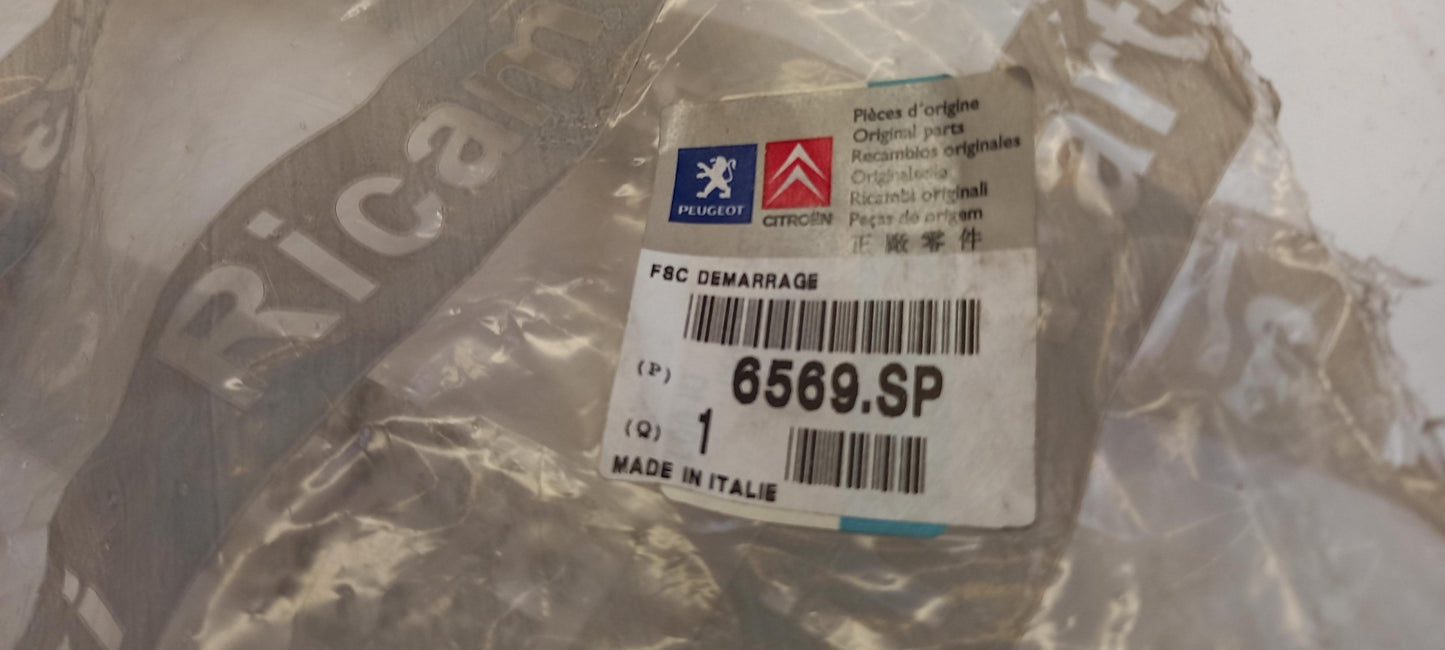 Ricam
art
Pièces d'origine
Original parts
Recambios originales
Originalteile
Ricambi originali
Peças de origem
正廠零件
PEUGEOT
CITROËN
FSC DEMARRAGE
(P) 6569.SP
(Q) 1
MADE IN ITALIE